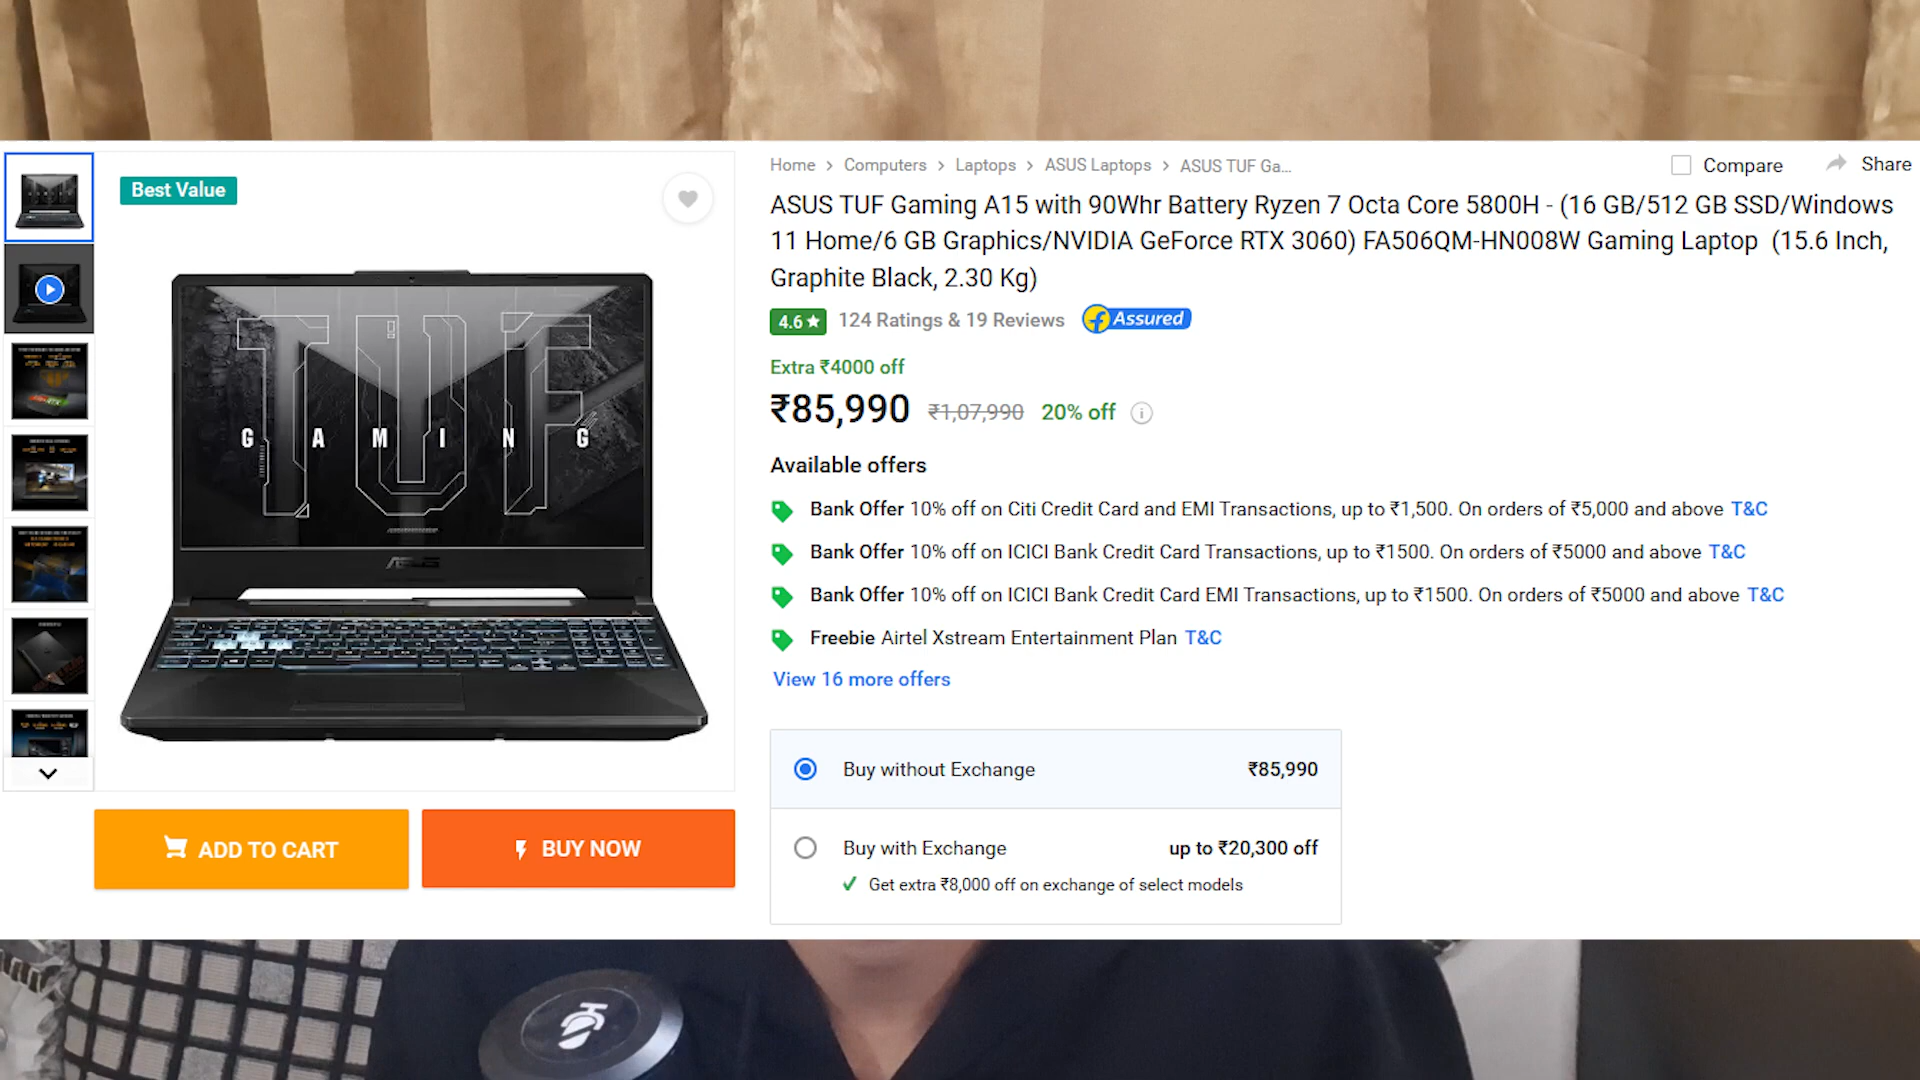 Home > Computers > Laptops > ASUS Laptops > ASUS TUF Ga...
Compare
Share
Best Value
ASUS TUF Gaming A15 with 90Whr Battery Ryzen 7 Octa Core 5800H - (16 GB/512 GB SSD/Windows
11 Home/6 GB Graphics/NVIDIA GeForce RTX 3060) FA506QM-HN008W Gaming Laptop (15.6 Inch,
Graphite Black, 2.30 Kg)
4.6★ 124 Ratings & 19 Reviews Assured
Extra ₹4000 off
₹85,990 ₹1,07,990 20% off
Available offers
Bank Offer 10% off on Citi Credit Card and EMI Transactions, up to ₹1,500. On orders of ₹5,000 and above T&C
Bank Offer 10% off on ICICI Bank Credit Card Transactions, up to ₹1500. On orders of ₹5000 and above T&C
Bank Offer 10% off on ICICI Bank Credit Card EMI Transactions, up to ₹1500. On orders of ₹5000 and above T&C
Freebie Airtel Xstream Entertainment Plan T&C
View 16 more offers
Buy without Exchange ₹85,990
Buy with Exchange up to ₹20,300 off
✓ Get extra ₹8,000 off on exchange of select models
TUF
GAMING
ASUS
ADD TO CART
BUY NOW